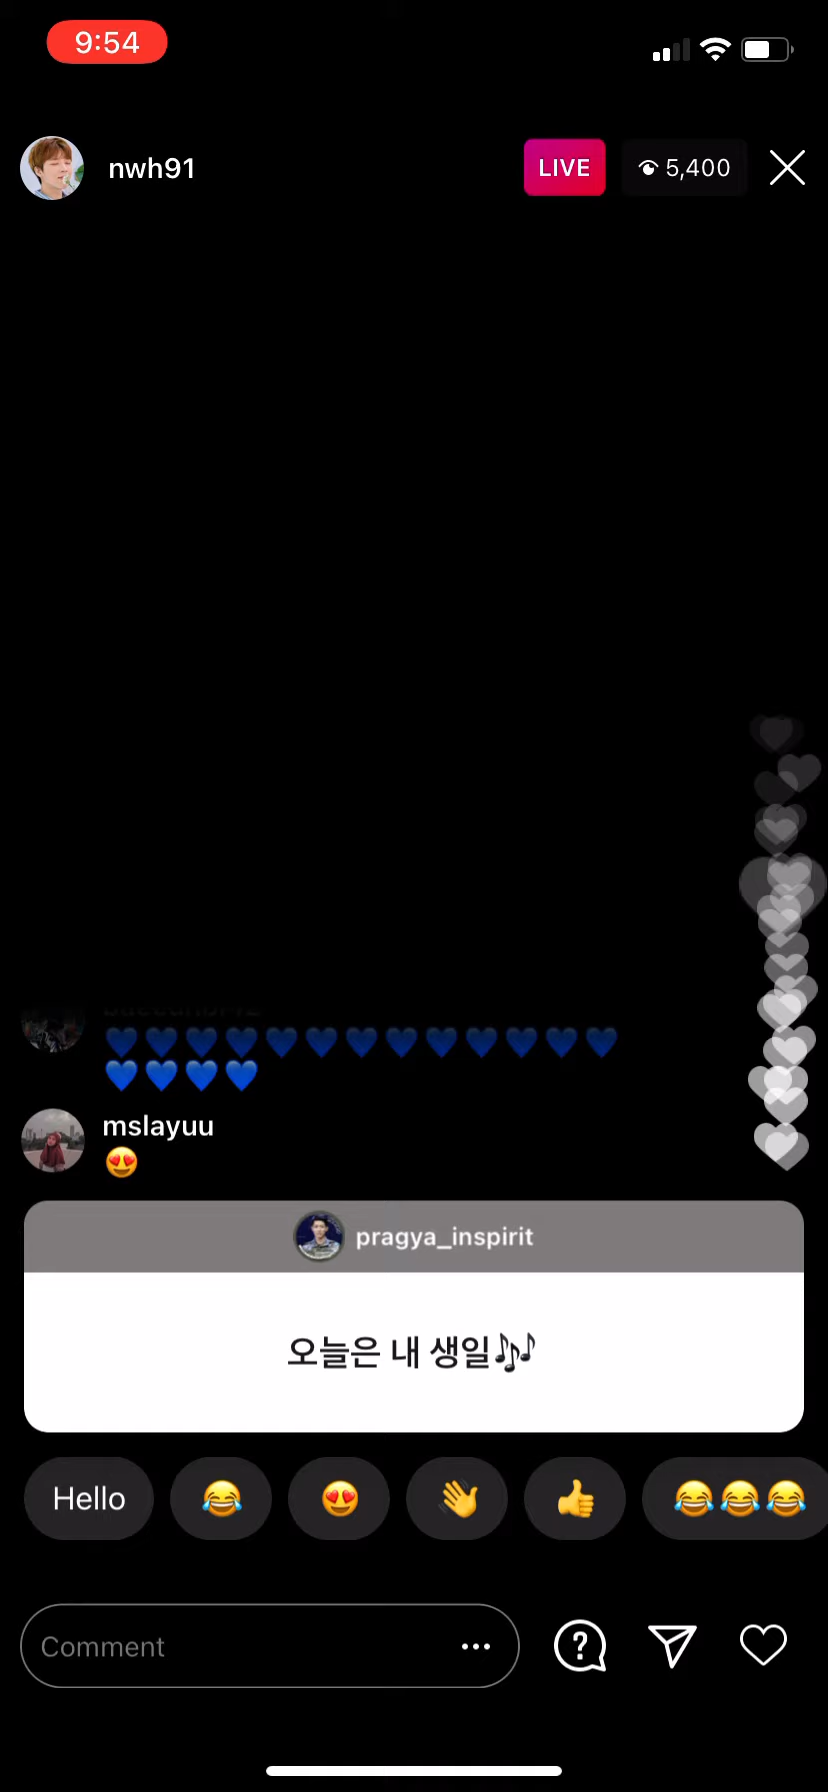 9:54
nwh91
LIVE
5,400
mslayuu
pragya_inspirit
오늘은 내 생일🎶
Hello
Comment